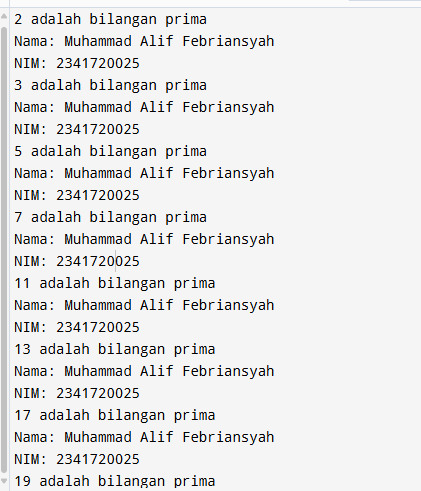 2 adalah bilangan prima
Nama: Muhammad Alif Febriansyah
NIM: 2341720025
3 adalah bilangan prima
Nama: Muhammad Alif Febriansyah
NIM: 2341720025
5 adalah bilangan prima
Nama: Muhammad Alif Febriansyah
NIM: 2341720025
7 adalah bilangan prima
Nama: Muhammad Alif Febriansyah
NIM: 2341720025
11 adalah bilangan prima
Nama: Muhammad Alif Febriansyah
NIM: 2341720025
13 adalah bilangan prima
Nama: Muhammad Alif Febriansyah
NIM: 2341720025
17 adalah bilangan prima
Nama: Muhammad Alif Febriansyah
NIM: 2341720025
19 adalah bilangan prima